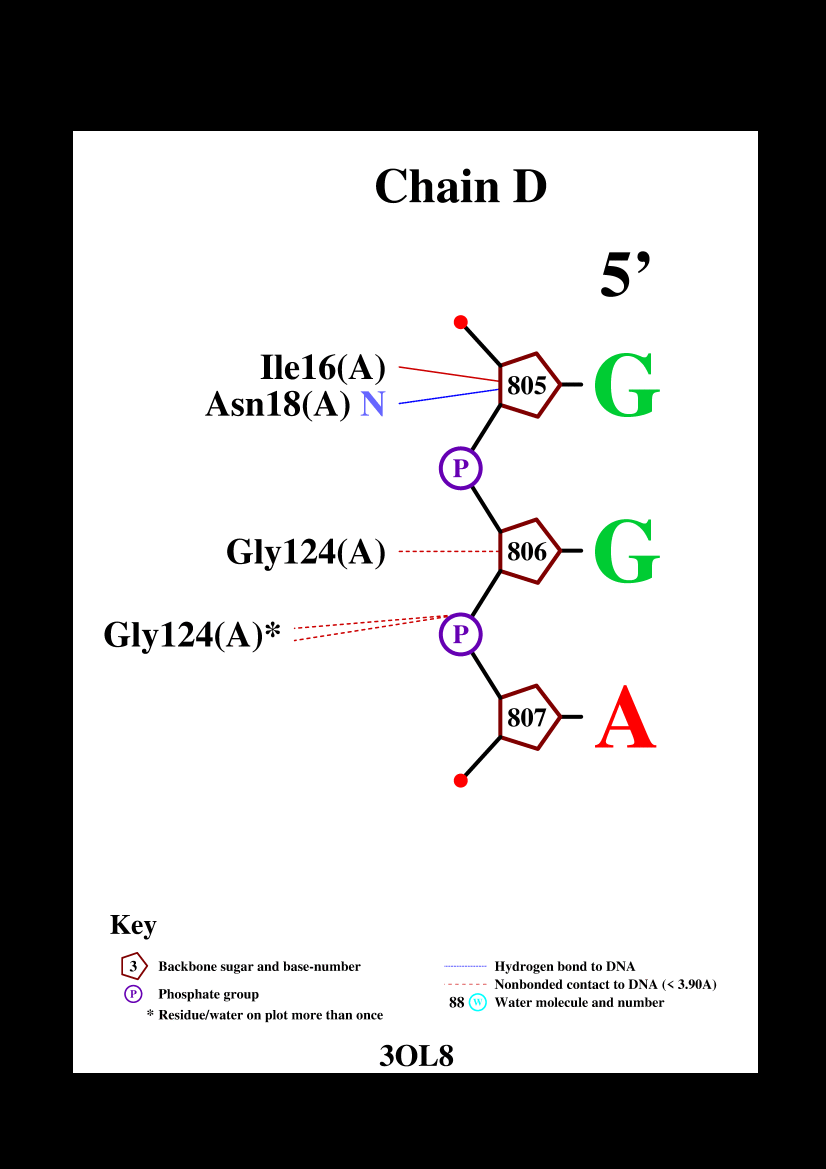 Chain D
5’
Ile16(A)
Asn18(A) N
805 G
P
Gly124(A)
806 G
Gly124(A)*
P
807 A
Key
3 Backbone sugar and base-number
P Phosphate group
* Residue/water on plot more than once
Hydrogen bond to DNA
Nonbonded contact to DNA (< 3.90A)
88 W Water molecule and number
3OL8